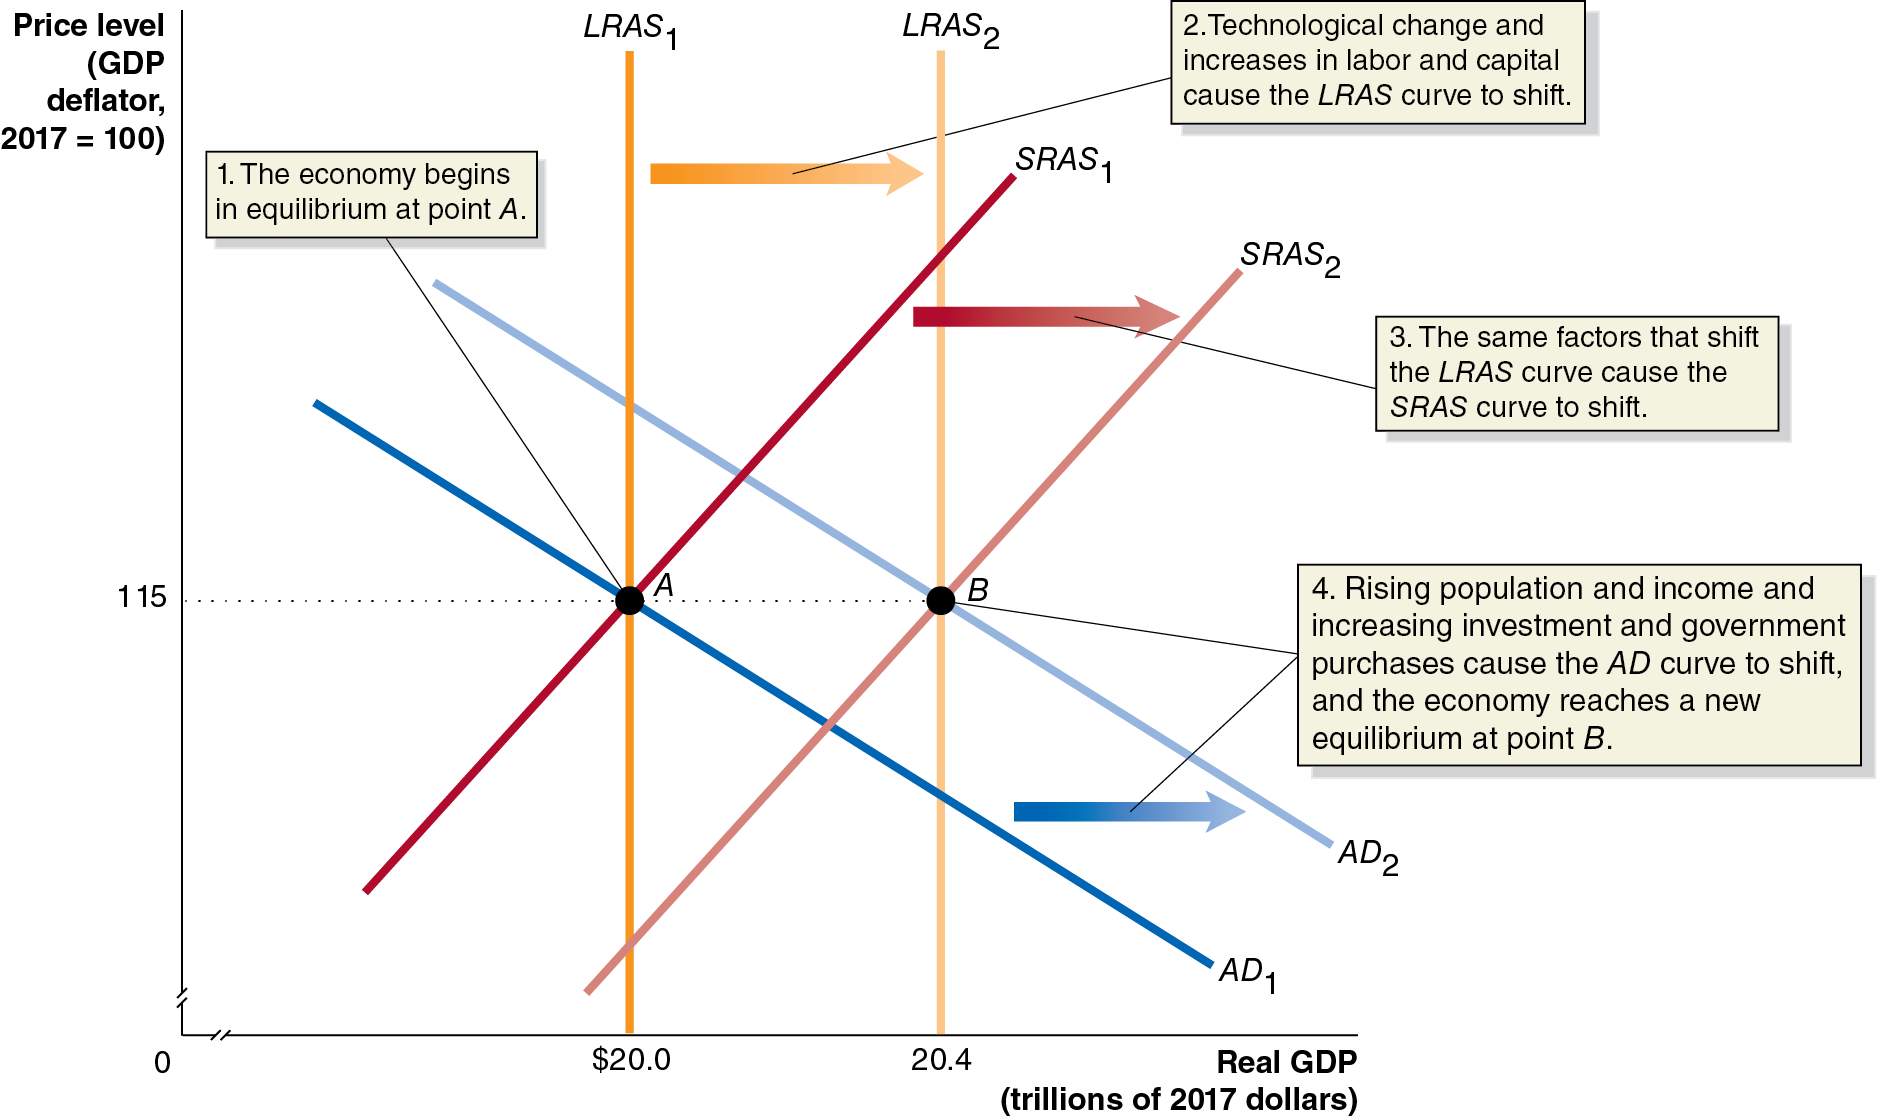 Price level
(GDP
deflator,
2017 = 100)
LRAS1
LRAS2
2.Technological change and
increases in labor and capital
cause the LRAS curve to shift.
1. The economy begins
in equilibrium at point A.
SRAS1
SRAS2
3. The same factors that shift
the LRAS curve cause the
SRAS curve to shift.
115
A
B
4. Rising population and income and
increasing investment and government
purchases cause the AD curve to shift,
and the economy reaches a new
equilibrium at point B.
AD2
AD1
0
$20.0
20.4
Real GDP
(trillions of 2017 dollars)